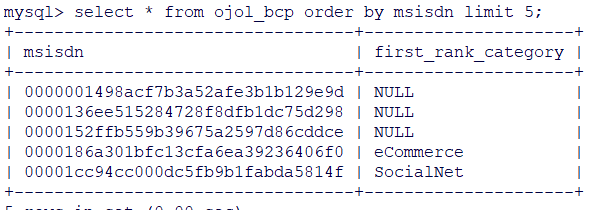 mysql> select * from ojol_bcp order by msisdn limit 5;
+----------------------------------+---------------------+
| msisdn                           | first_rank_category |
+----------------------------------+---------------------+
| 0000001498acf7b3a52afe3b1b129e9d | NULL                |
| 0000136ee515284728f8dfb1dc75d298 | NULL                |
| 0000152ffb559b39675a2597d86cddce | NULL                |
| 0000186a301bfc13cfa6ea39236406f0 | eCommerce           |
| 00001cc94cc000dc5fb9b1fabda5814f | SocialNet           |
+----------------------------------+---------------------+
5 rows in set (0.00 sec)